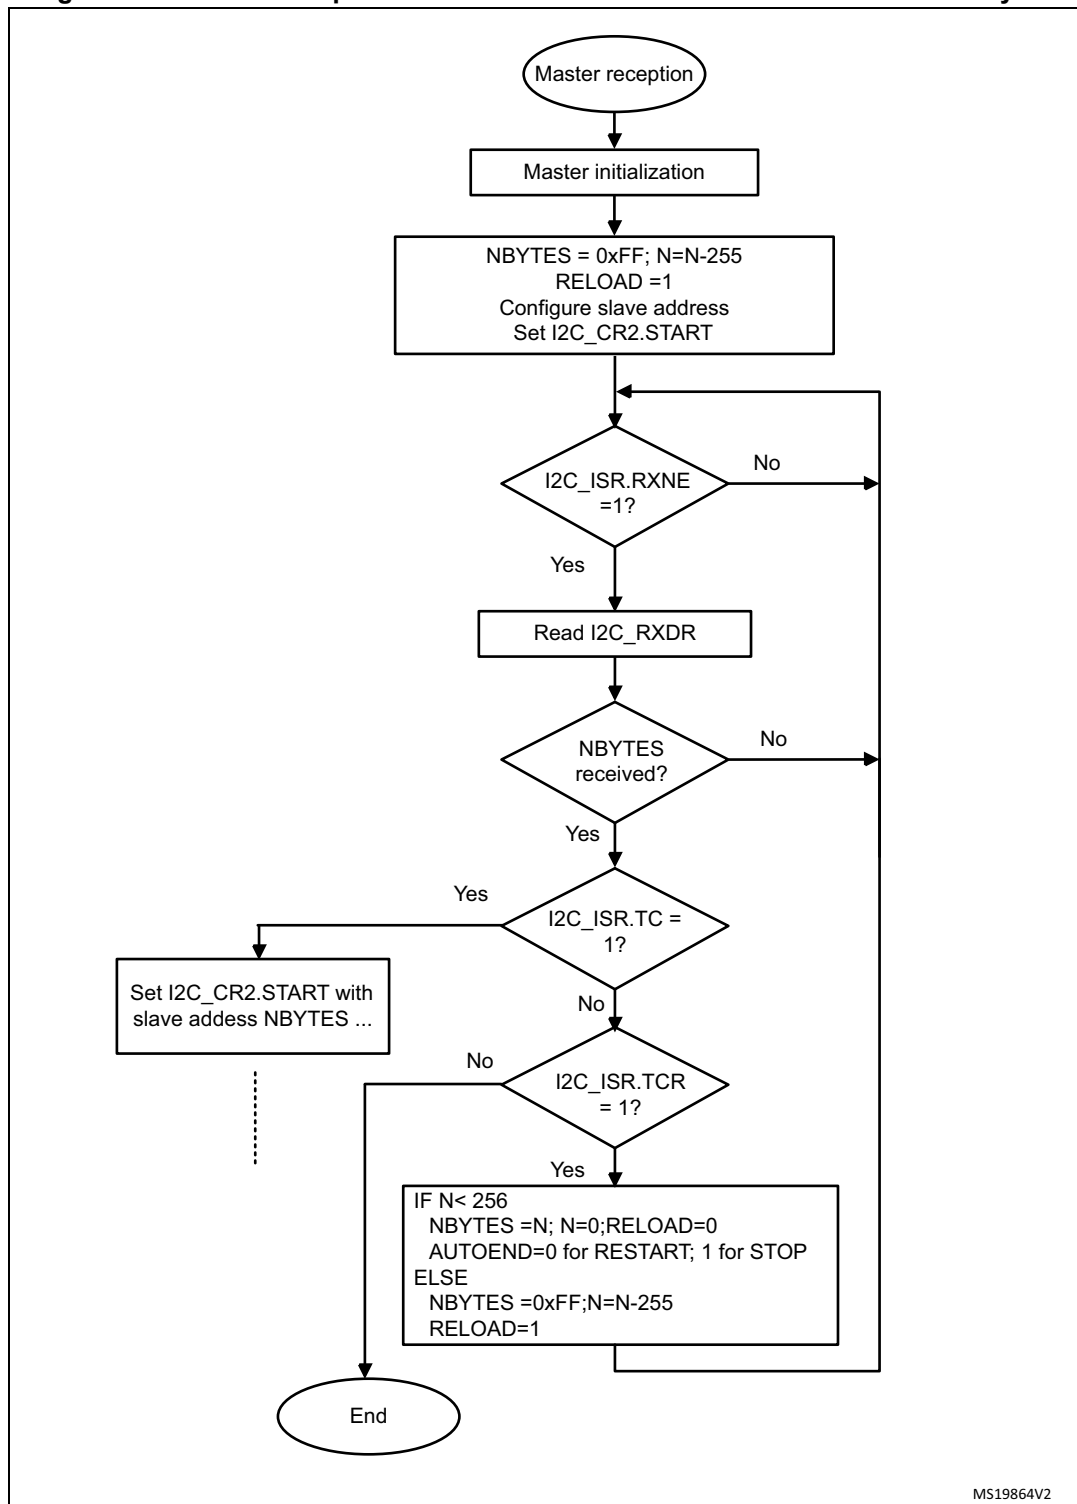 Master reception
Master initialization
NBYTES = 0xFF; N=N-255
RELOAD =1
Configure slave address
Set I2C_CR2.START
I2C_ISR.RXNE
=1?
No
Yes
Read I2C_RXDR
NBYTES
received?
No
Yes
I2C_ISR.TC =
1?
Yes
Set I2C_CR2.START with
slave addess NBYTES ...
No
I2C_ISR.TCR
= 1?
No
Yes
IF N< 256
NBYTES =N; N=0;RELOAD=0
AUTOEND=0 for RESTART; 1 for STOP
ELSE
NBYTES =0xFF;N=N-255
RELOAD=1
End
MS19864V2